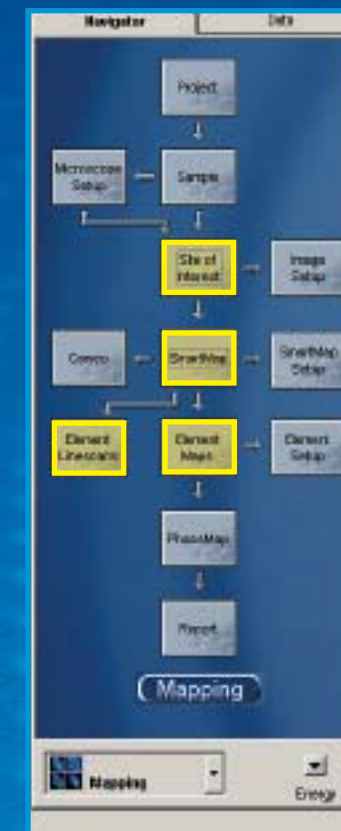 Navigator Data
Project
Microscope
Setup
Sample
Site of
Interest
Image
Setup
Cameo
SmartMap
SmartMap
Setup
Element
Linescans
Element
Maps
Element
Setup
PhaseMap
Report
Mapping
Mapping
Energy